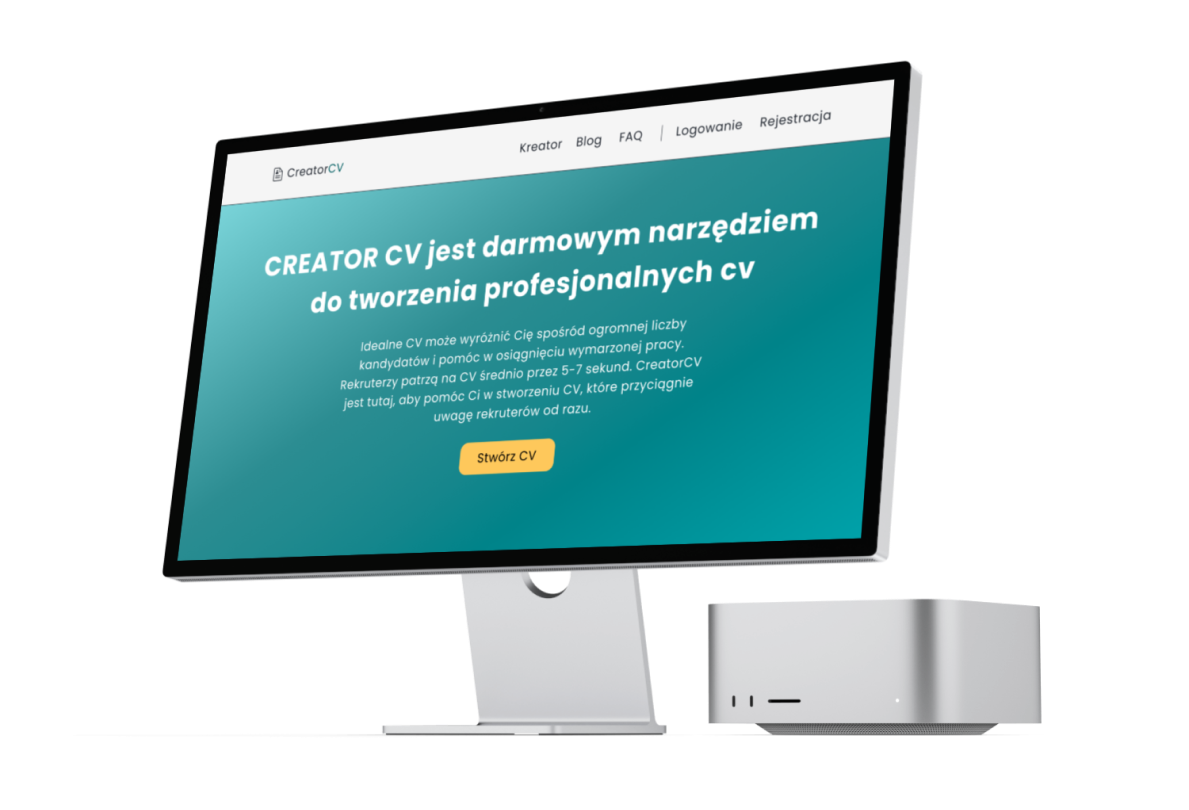 CreatorCV
Kreator Blog FAQ | Logowanie Rejestracja
CREATOR CV jest darmowym narzędziem
do tworzenia profesjonalnych cv
Idealne CV może wyróżnić Cię spośród ogromnej liczby
kandydatów i pomóc w osiągnięciu wymarzonej pracy.
Rekruterzy patrzą na CV średnio przez 5-7 sekund. CreatorCV
jest tutaj, aby pomóc Ci w stworzeniu CV, które przyciągnie
uwagę rekruterów od razu.
Stwórz CV